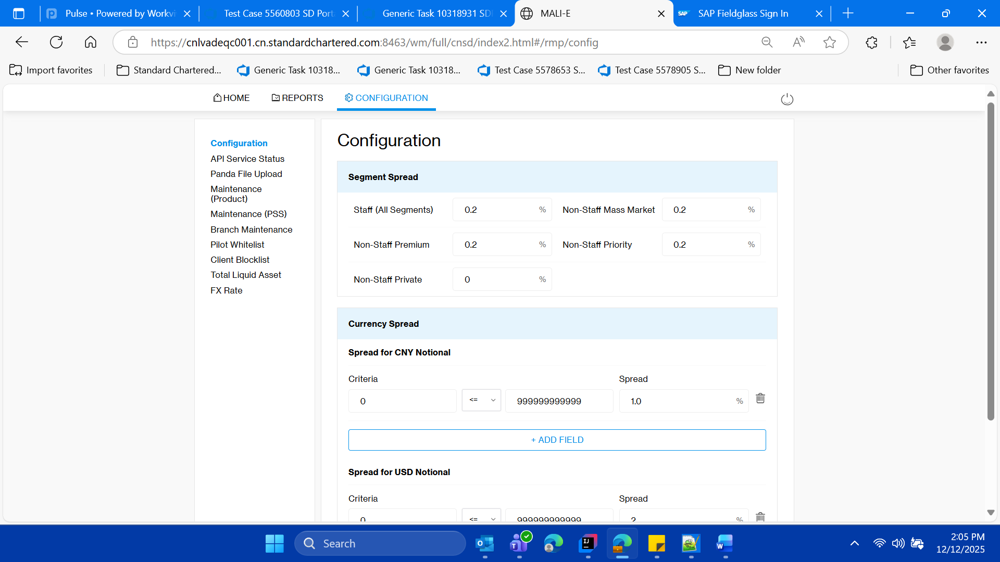 Pulse • Powered by Workvi
Test Case 5560803 SD Port
Generic Task 10318931 SD
MALI-E
SAP Fieldglass Sign In
https://cnlvadeqc001.cn.standardchartered.com:8463/wm/full/cnsd/index2.html#/rmp/config
Import favorites
Standard Chartered...
Generic Task 10318...
Generic Task 10318...
Test Case 5578653 S...
Test Case 5578905 S...
New folder
Other favorites
HOME
REPORTS
CONFIGURATION
Configuration
API Service Status
Panda File Upload
Maintenance
(Product)
Maintenance (PSS)
Branch Maintenance
Pilot Whitelist
Client Blocklist
Total Liquid Asset
FX Rate
Configuration
Segment Spread
Staff (All Segments) 0.2 % Non-Staff Mass Market 0.2 %
Non-Staff Premium 0.2 % Non-Staff Priority 0.2 %
Non-Staff Private 0 %
Currency Spread
Spread for CNY Notional
Criteria Spread
0 <= 999999999999 1.0 %
+ ADD FIELD
Spread for USD Notional
Criteria Spread
0 <= 999999999999 2 %
Search
2:05 PM
12/12/2025